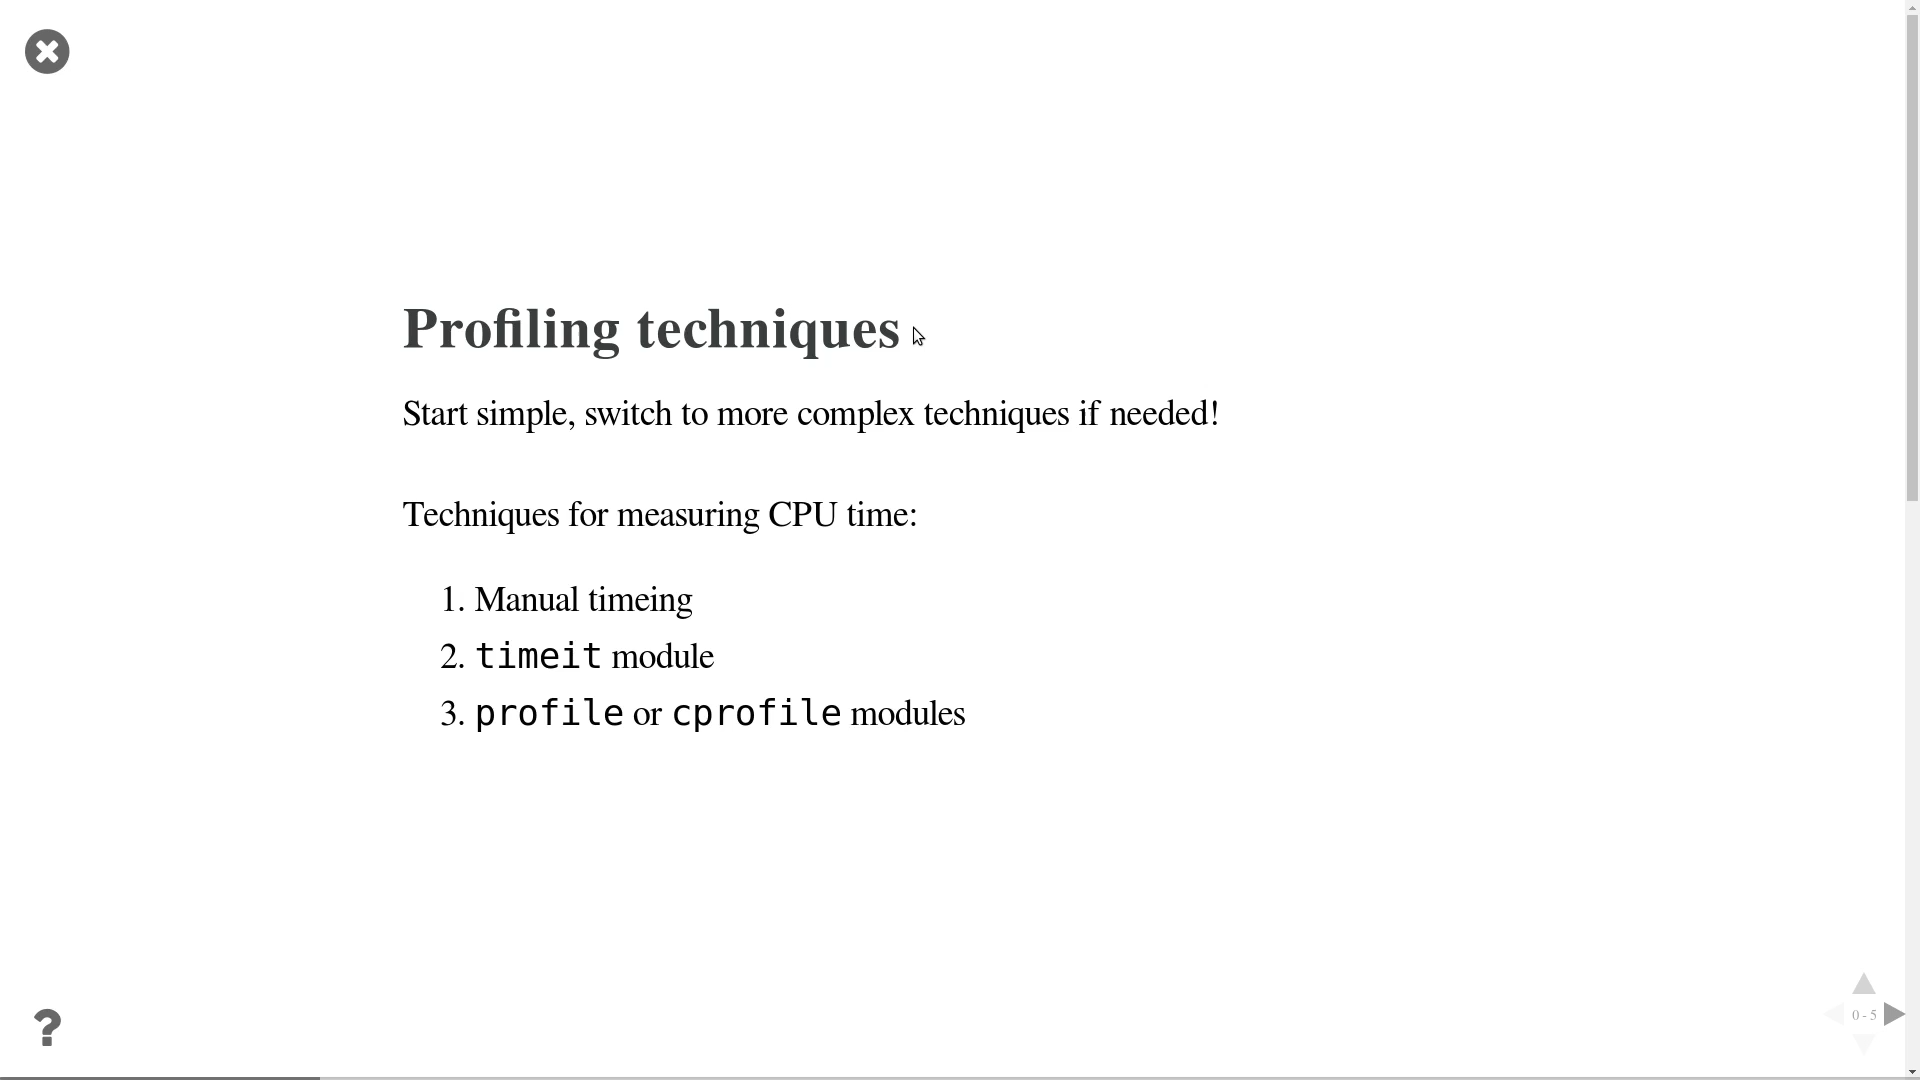 Profiling techniques
Start simple, switch to more complex techniques if needed!
Techniques for measuring CPU time:
1. Manual timeing
2. timeit module
3. profile or cprofile modules
?
0 - 5